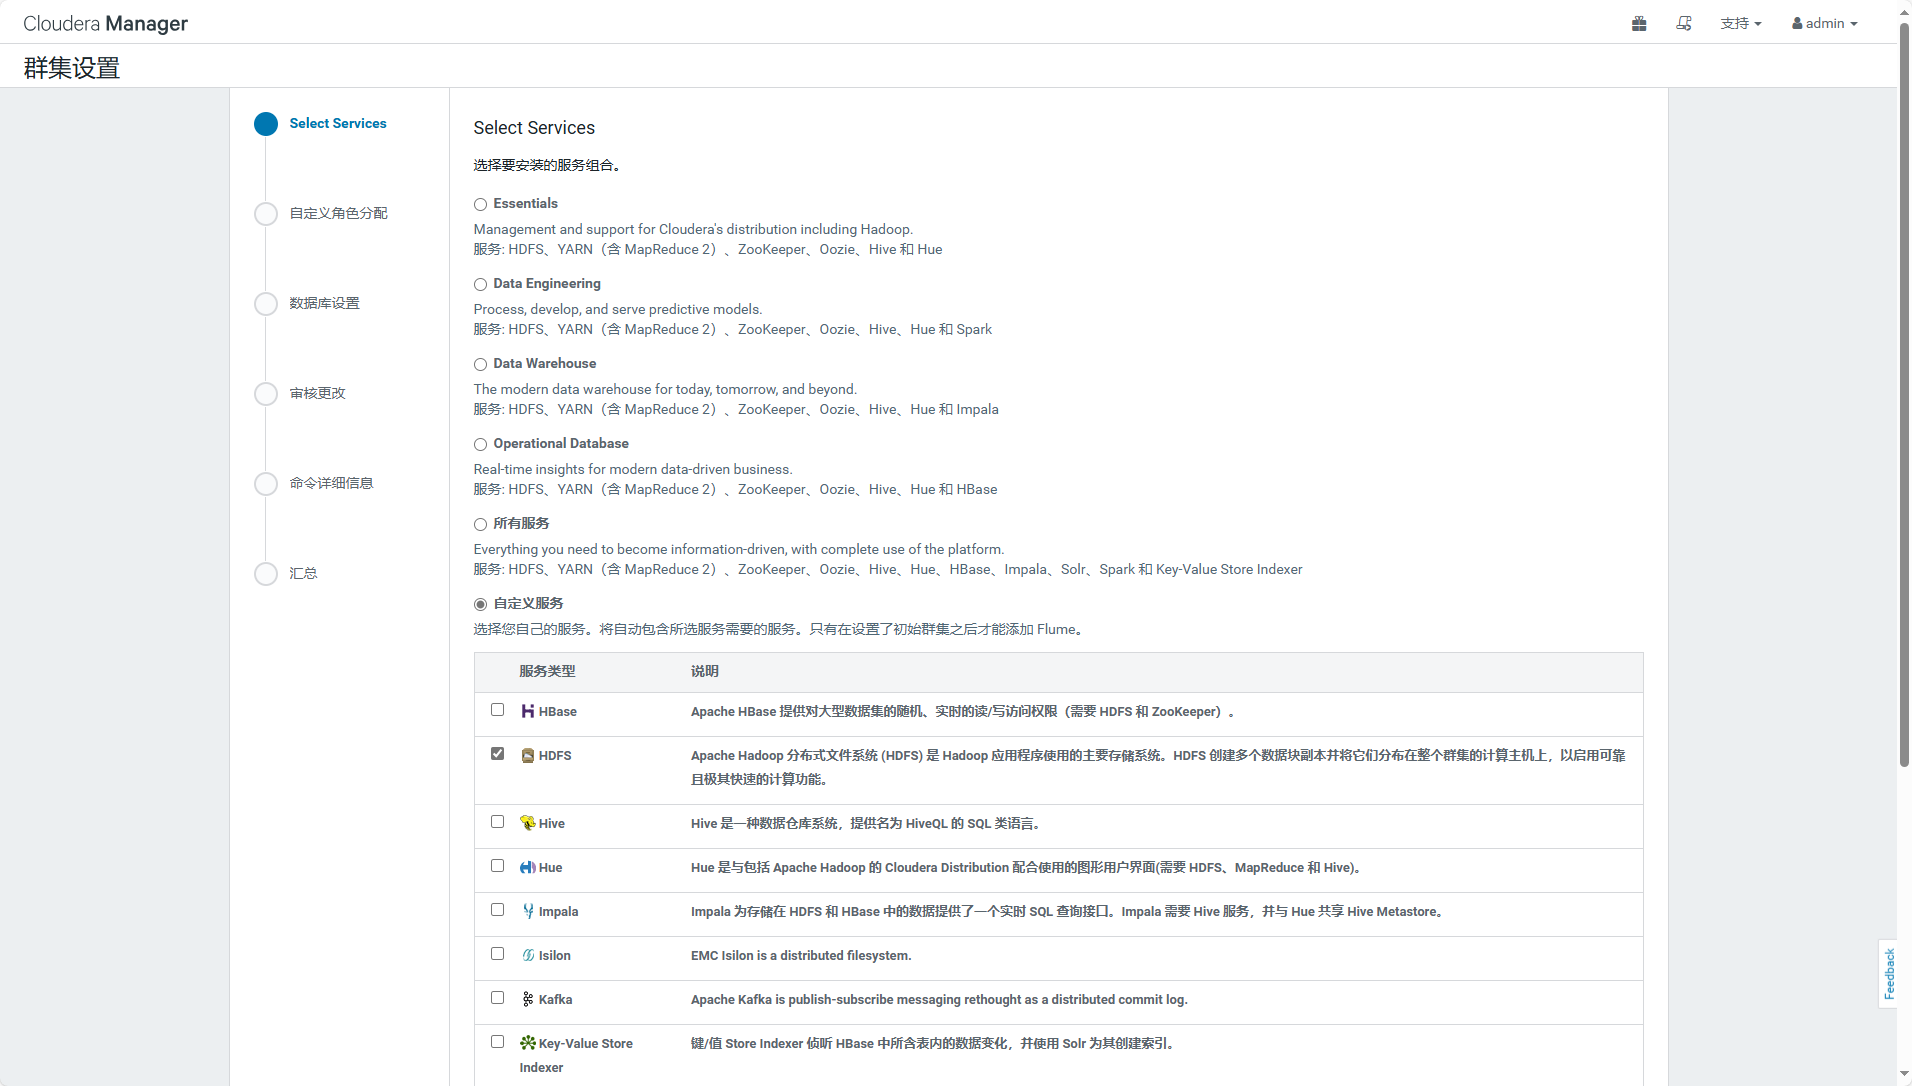 Cloudera Manager
支持
admin
群集设置
Select Services
自定义角色分配
数据库设置
审核更改
命令详细信息
汇总
Select Services
选择要安装的服务组合。
Essentials
Management and support for Cloudera's distribution including Hadoop.
服务: HDFS、YARN（含 MapReduce 2）、ZooKeeper、Oozie、Hive 和 Hue
Data Engineering
Process, develop, and serve predictive models.
服务: HDFS、YARN（含 MapReduce 2）、ZooKeeper、Oozie、Hive、Hue 和 Spark
Data Warehouse
The modern data warehouse for today, tomorrow, and beyond.
服务: HDFS、YARN（含 MapReduce 2）、ZooKeeper、Oozie、Hive、Hue 和 Impala
Operational Database
Real-time insights for modern data-driven business.
服务: HDFS、YARN（含 MapReduce 2）、ZooKeeper、Oozie、Hive、Hue 和 HBase
所有服务
Everything you need to become information-driven, with complete use of the platform.
服务: HDFS、YARN（含 MapReduce 2）、ZooKeeper、Oozie、Hive、Hue、HBase、Impala、Solr、Spark 和 Key-Value Store Indexer
自定义服务
选择您自己的服务。将自动包含所选服务需要的服务。只有在设置了初始群集之后才能添加 Flume。
服务类型 说明
HBase Apache HBase 提供对大型数据集的随机、实时的读/写访问权限（需要 HDFS 和 ZooKeeper）。
HDFS Apache Hadoop 分布式文件系统 (HDFS) 是 Hadoop 应用程序使用的主要存储系统。HDFS 创建多个数据块副本并将它们分布在整个群集的计算主机上，以启用可靠
且极其快速的计算功能。
Hive Hive 是一种数据仓库系统，提供名为 HiveQL 的 SQL 类语言。
Hue Hue 是与包括 Apache Hadoop 的 Cloudera Distribution 配合使用的图形用户界面(需要 HDFS、MapReduce 和 Hive)。
Impala Impala 为存储在 HDFS 和 HBase 中的数据提供了一个实时 SQL 查询接口。Impala 需要 Hive 服务，并与 Hue 共享 Hive Metastore。
Isilon EMC Isilon is a distributed filesystem.
Kafka Apache Kafka is publish-subscribe messaging rethought as a distributed commit log.
Key-Value Store 键/值 Store Indexer 侦听 HBase 中所含表内的数据变化，并使用 Solr 为其创建索引。
Indexer
Feedback